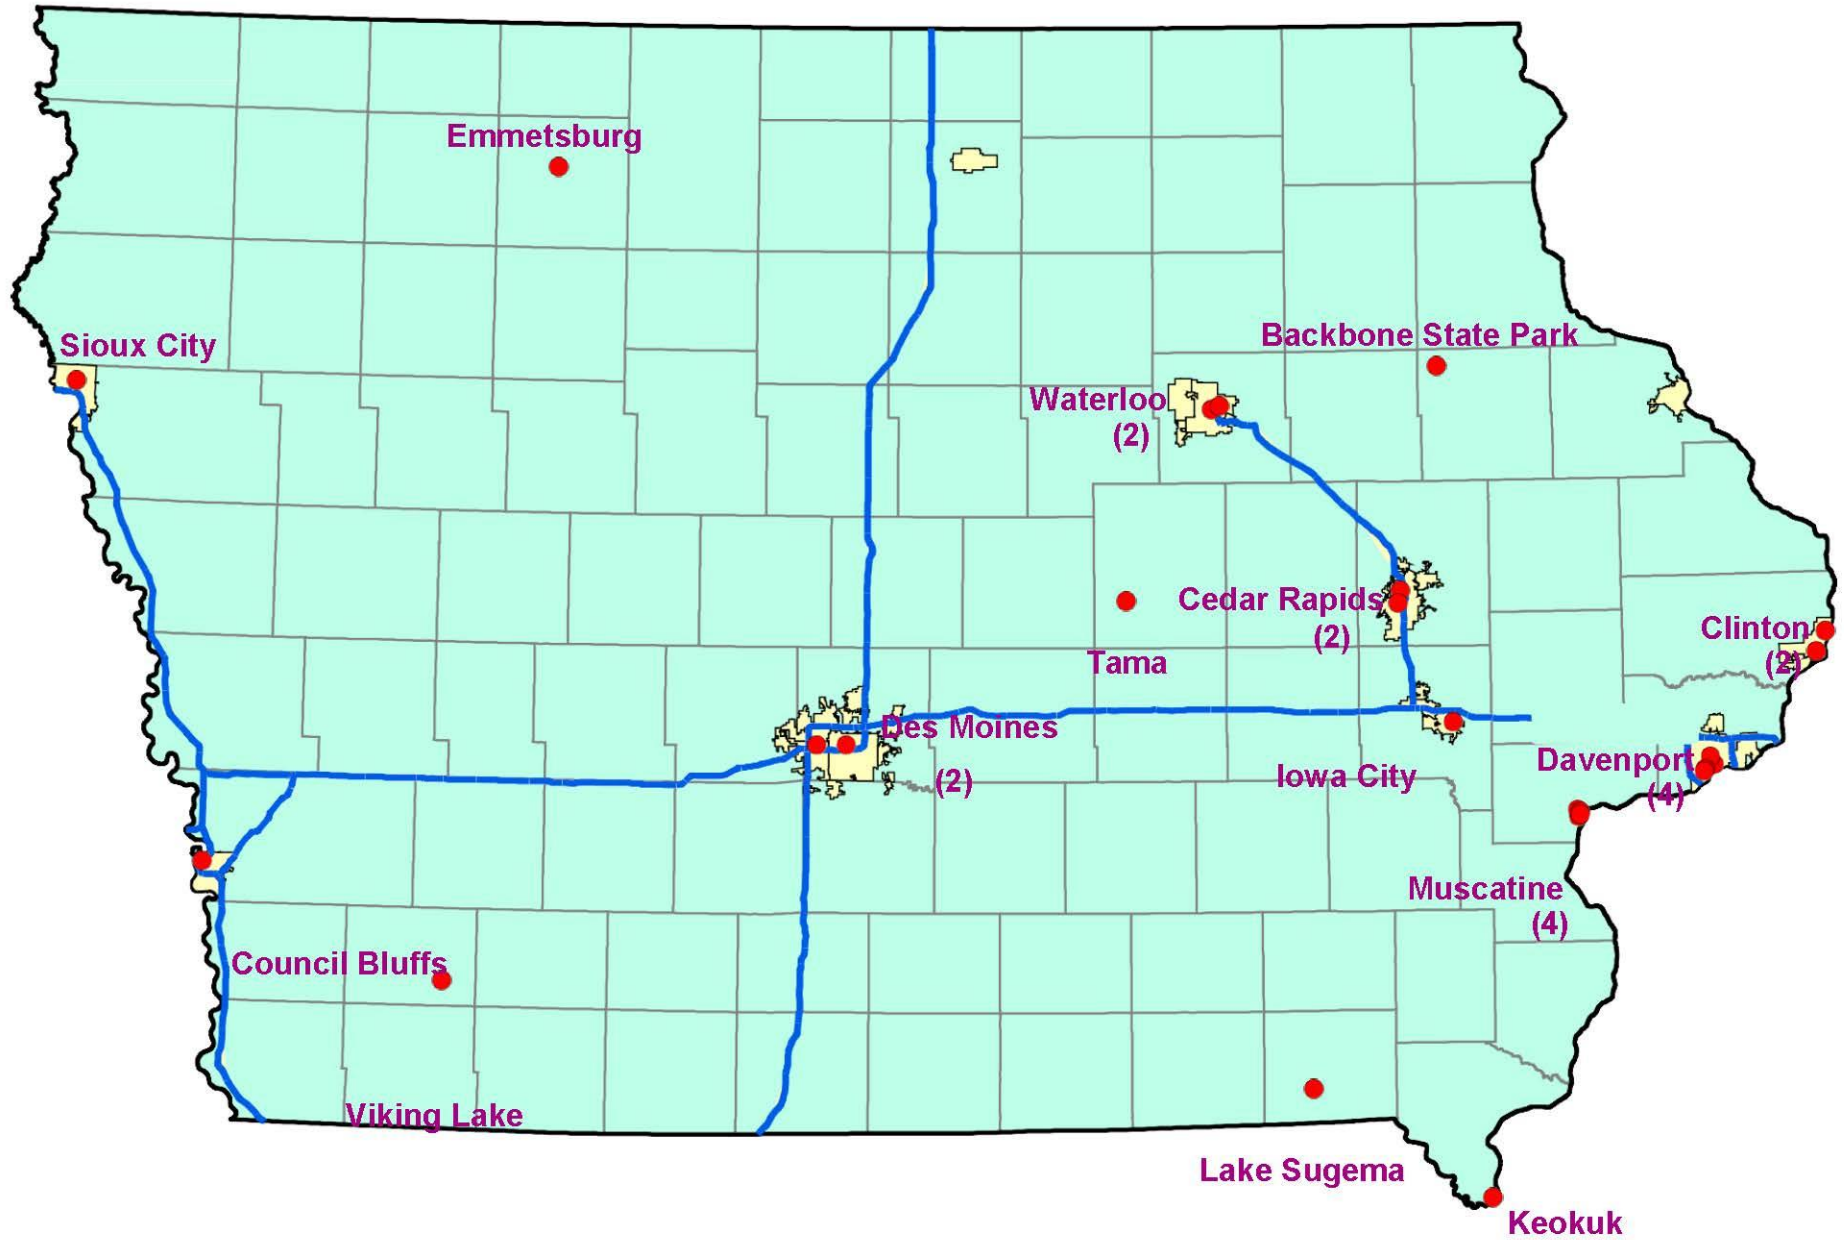 Emmetsburg
Sioux City
Backbone State Park
Waterloo
(2)
Cedar Rapids
(2)
Clinton
(2)
Tama
Des Moines
(2)
Iowa City
Davenport
(4)
Muscatine
(4)
Council Bluffs
Viking Lake
Lake Sugema
Keokuk